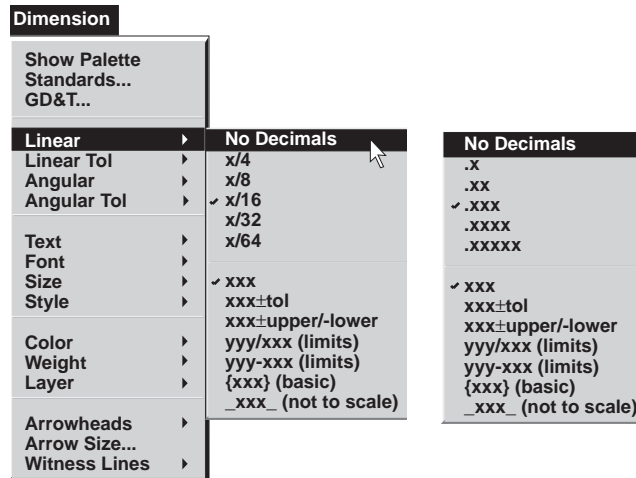 Dimension
Show Palette
Standards...
GD&T...
Linear
Linear Tol
Angular
Angular Tol
Text
Font
Size
Style
Color
Weight
Layer
Arrowheads
Arrow Size...
Witness Lines
No Decimals
x/4
x/8
x/16
x/32
x/64
xxx
xxx±tol
xxx±upper/-lower
yyy/xxx (limits)
yyy-xxx (limits)
{xxx} (basic)
_xxx_ (not to scale)
No Decimals
.x
.xx
.xxx
.xxxx
.xxxxx
xxx
xxx±tol
xxx±upper/-lower
yyy/xxx (limits)
yyy-xxx (limits)
{xxx} (basic)
_xxx_ (not to scale)